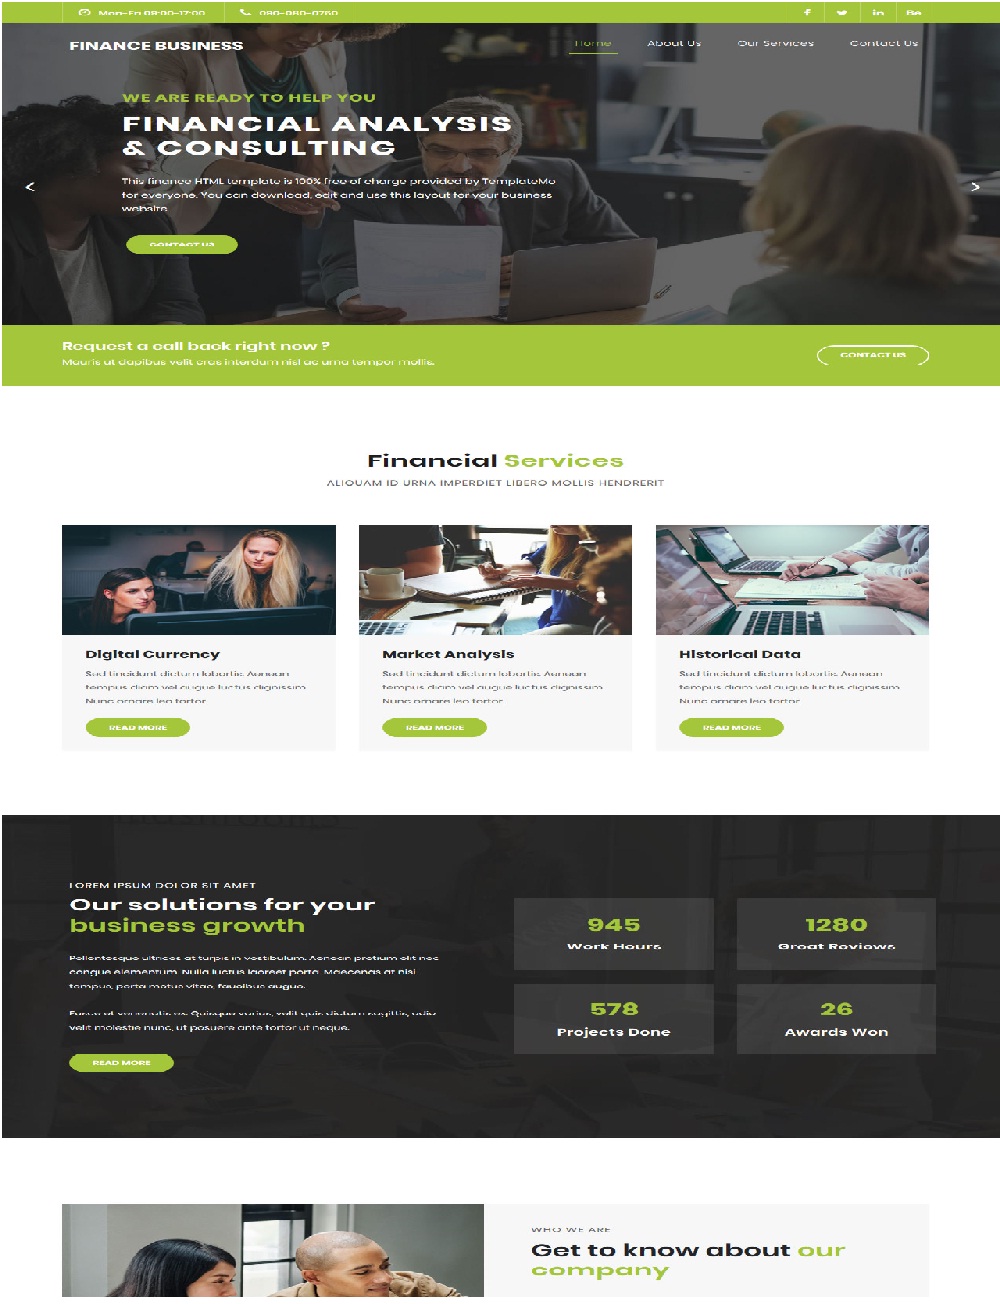 Mon-Fri 09:00-17:00
090-080-0760
Be
FINANCE BUSINESS
Home
About Us
Our Services
Contact Us
WE ARE READY TO HELP YOU
FINANCIAL ANALYSIS
& CONSULTING
This finance HTML template is 100% free of charge provided by TemplateMo
for everyone. You can download, edit and use this layout for your business
website.
CONTACT US
Request a call back right now ?
Mauris ut dapibus velit cras interdum nisl ac urna tempor mollis.
CONTACT US
Financial Services
ALIQUAM ID URNA IMPERDIET LIBERO MOLLIS HENDRERIT
Digital Currency
Sed tincidunt dictum lobortis. Aenean
tempus diam vel augue luctus dignissim.
Nunc ornare leo tortor.
READ MORE
Market Analysis
Sed tincidunt dictum lobortis. Aenean
tempus diam vel augue luctus dignissim.
Nunc ornare leo tortor.
READ MORE
Historical Data
Sed tincidunt dictum lobortis. Aenean
tempus diam vel augue luctus dignissim.
Nunc ornare leo tortor.
READ MORE
LOREM IPSUM DOLOR SIT AMET
Our solutions for your
business growth
Pellentesque ultrices at turpis in vestibulum. Aenean pretium elit nec
congue elementum. Nulla luctus laoreet porta. Maecenas at nisi
tempus, porta metus vitae, faucibus augue.
Fusce et venenatis ex. Quisque varius, velit quis dictum sagittis, odio
velit molestie nunc, ut posuere ante tortor ut neque.
READ MORE
945
Work Hours
1280
Great Reviews
578
Projects Done
26
Awards Won
WHO WE ARE
Get to know about our
company